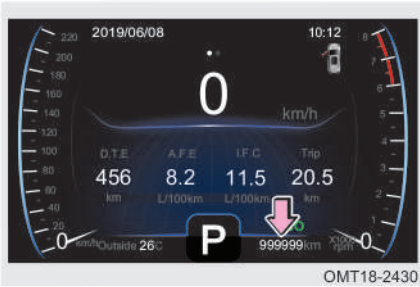 2019/06/08 10:12
220
200
180
160
140
120
100
80
60
40
20
0 km/h
8
7
6
5
4
3
2
1
0
X1000 rpm
0
km/h
D.T.E A.F.E I.F.C Trip
456 8.2 11.5 20.5
km L/100km L/100km km
Outside 26C P 999999km
OMT18-2430